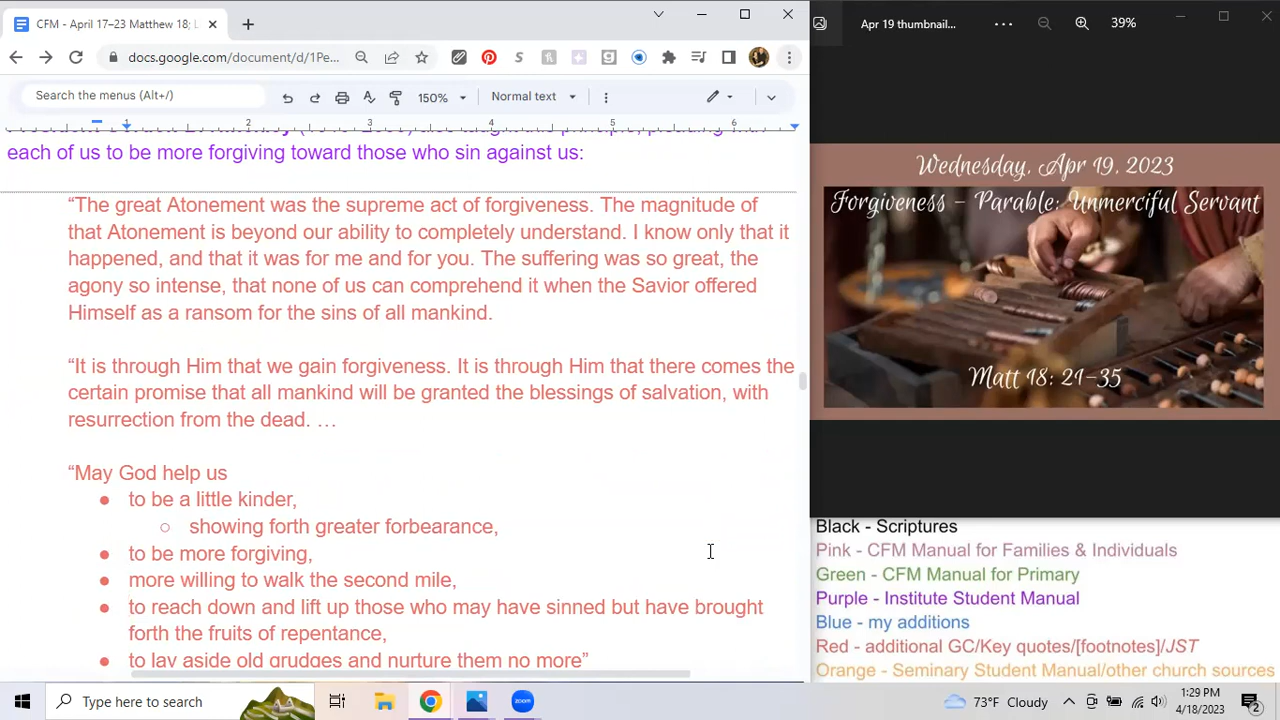 CFM - April 17–23 Matthew 18; L
docs.google.com/document/d/1Pe...
Search the menus (Alt+/)
150%
Normal text
1
2
3
4
5
6
each of us to be more forgiving toward those who sin against us:
“The great Atonement was the supreme act of forgiveness. The magnitude of
that Atonement is beyond our ability to completely understand. I know only that it
happened, and that it was for me and for you. The suffering was so great, the
agony so intense, that none of us can comprehend it when the Savior offered
Himself as a ransom for the sins of all mankind.
“It is through Him that we gain forgiveness. It is through Him that there comes the
certain promise that all mankind will be granted the blessings of salvation, with
resurrection from the dead. …
“May God help us
● to be a little kinder,
○ showing forth greater forbearance,
● to be more forgiving,
● more willing to walk the second mile,
● to reach down and lift up those who may have sinned but have brought
forth the fruits of repentance,
● to lay aside old grudges and nurture them no more”
Apr 19 thumbnail...
39%
Wednesday, Apr 19, 2023
Forgiveness – Parable: Unmerciful Servant
Matt 18: 21-35
Black - Scriptures
Pink - CFM Manual for Families & Individuals
Green - CFM Manual for Primary
Purple - Institute Student Manual
Blue - my additions
Red - additional GC/Key quotes/[footnotes]/JST
Orange - Seminary Student Manual/other church sources
Type here to search
zoom
73°F Cloudy
1:29 PM
4/18/2023
2